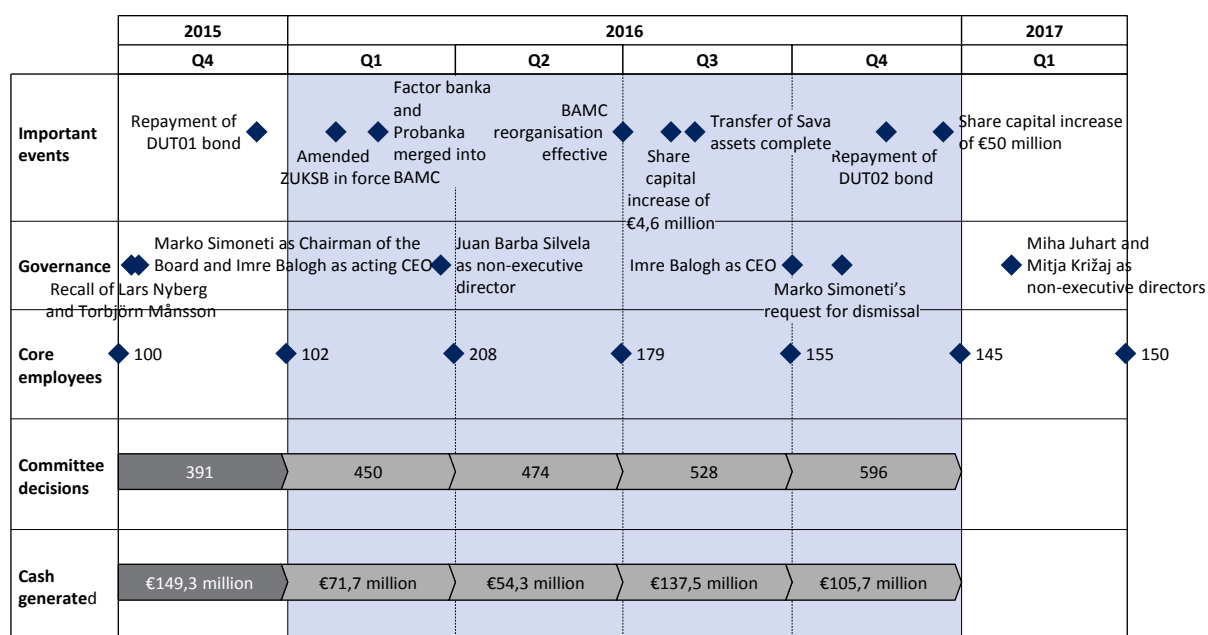 2015
2016
2017
Q4
Q1
Q2
Q3
Q4
Q1
Important
events
Repayment of
DUT01 bond
Amended
ZUKSB in force
Factor banka
and
Probanka
merged into
BAMC
BAMC
reorganisation
effective
Share
capital
increase of
€4,6 million
Transfer of Sava
assets complete
Repayment of
DUT02 bond
Share capital increase
of €50 million
Governance
Recall of Lars Nyberg
and Torbjörn Månsson
Marko Simoneti as Chairman of the
Board and Imre Balogh as acting CEO
Juan Barba Silvela
as non-executive
director
Imre Balogh as CEO
Marko Simoneti’s
request for dismissal
Miha Juhart and
Mitja Križaj as
non-executive directors
Core
employees
100
102
208
179
155
145
150
Committee
decisions
391
450
474
528
596
Cash
generated
€149,3 million
€71,7 million
€54,3 million
€137,5 million
€105,7 million